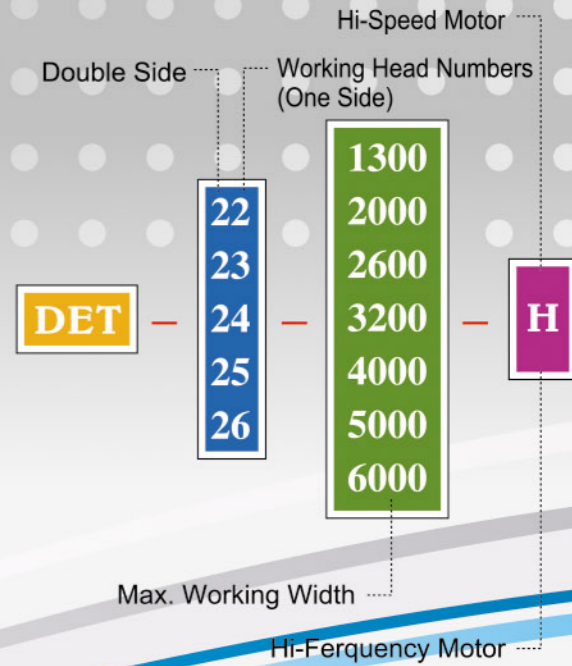 Hi-Speed Motor
Double Side
Working Head Numbers
(One Side)
1300
2000
2600
3200
4000
5000
6000
22
23
24
25
26
DET – – – H
Max. Working Width
Hi-Ferquency Motor